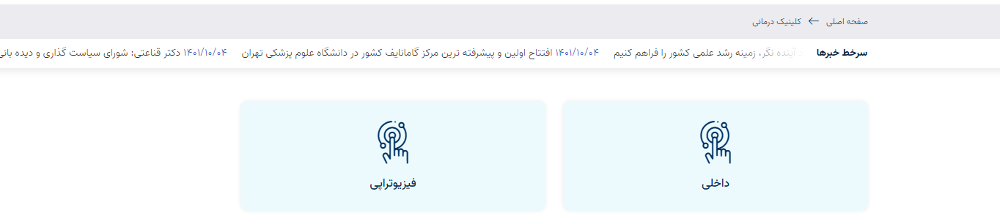 صفحه اصلی ← کلینیک درمانی
سرخط خبرها آینده نگر، زمینه رشد علمی کشور را فراهم کنیم ۱۴۰۱/۱۰/۰۴ افتتاح اولین و پیشرفته ترین مرکز گامانایف کشور در دانشگاه علوم پزشکی تهران ۱۴۰۱/۱۰/۰۴ دکتر قناعتی: شورای سیاست گذاری و دیده بانی
داخلی
فیزیوتراپی